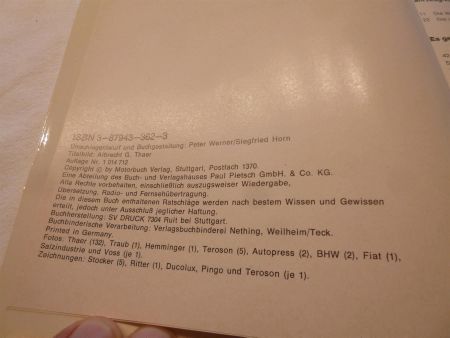 ISBN 3-87943-362-3
Umschlagentwurf und Buchgestaltung: Peter Werner/Siegfried Horn
Titelbild: Albrecht G. Thaer
Auflage Nr. 1 014 712
Copyright © by Motorbuch Verlag, Stuttgart, Postfach 1370.
Eine Abteilung des Buch- und Verlagshauses Paul Pietsch GmbH. & Co. KG.
Alle Rechte vorbehalten, einschließlich auszugsweiser Wiedergabe,
Übersetzung, Radio- und Fernsehübertragung.
Die in diesem Buch enthaltenen Ratschläge werden nach bestem Wissen und Gewissen
erteilt, jedoch unter Ausschluß jeglicher Haftung.
Buchherstellung: SV DRUCK 7304 Ruit bei Stuttgart.
Buchbinderische Verarbeitung: Verlagsbuchbinderei Nething, Weilheim/Teck.
Printed in Germany.
Fotos: Thaer (132). Traub (1), Hemminger (1), Teroson (5), Autopress (2), BHW (2), Fiat (1),
Salzindustrie und Voss (je 1).
Zeichnungen: Stocker (5), Ritter (1), Ducolux, Pingo und Teroson (je 1).